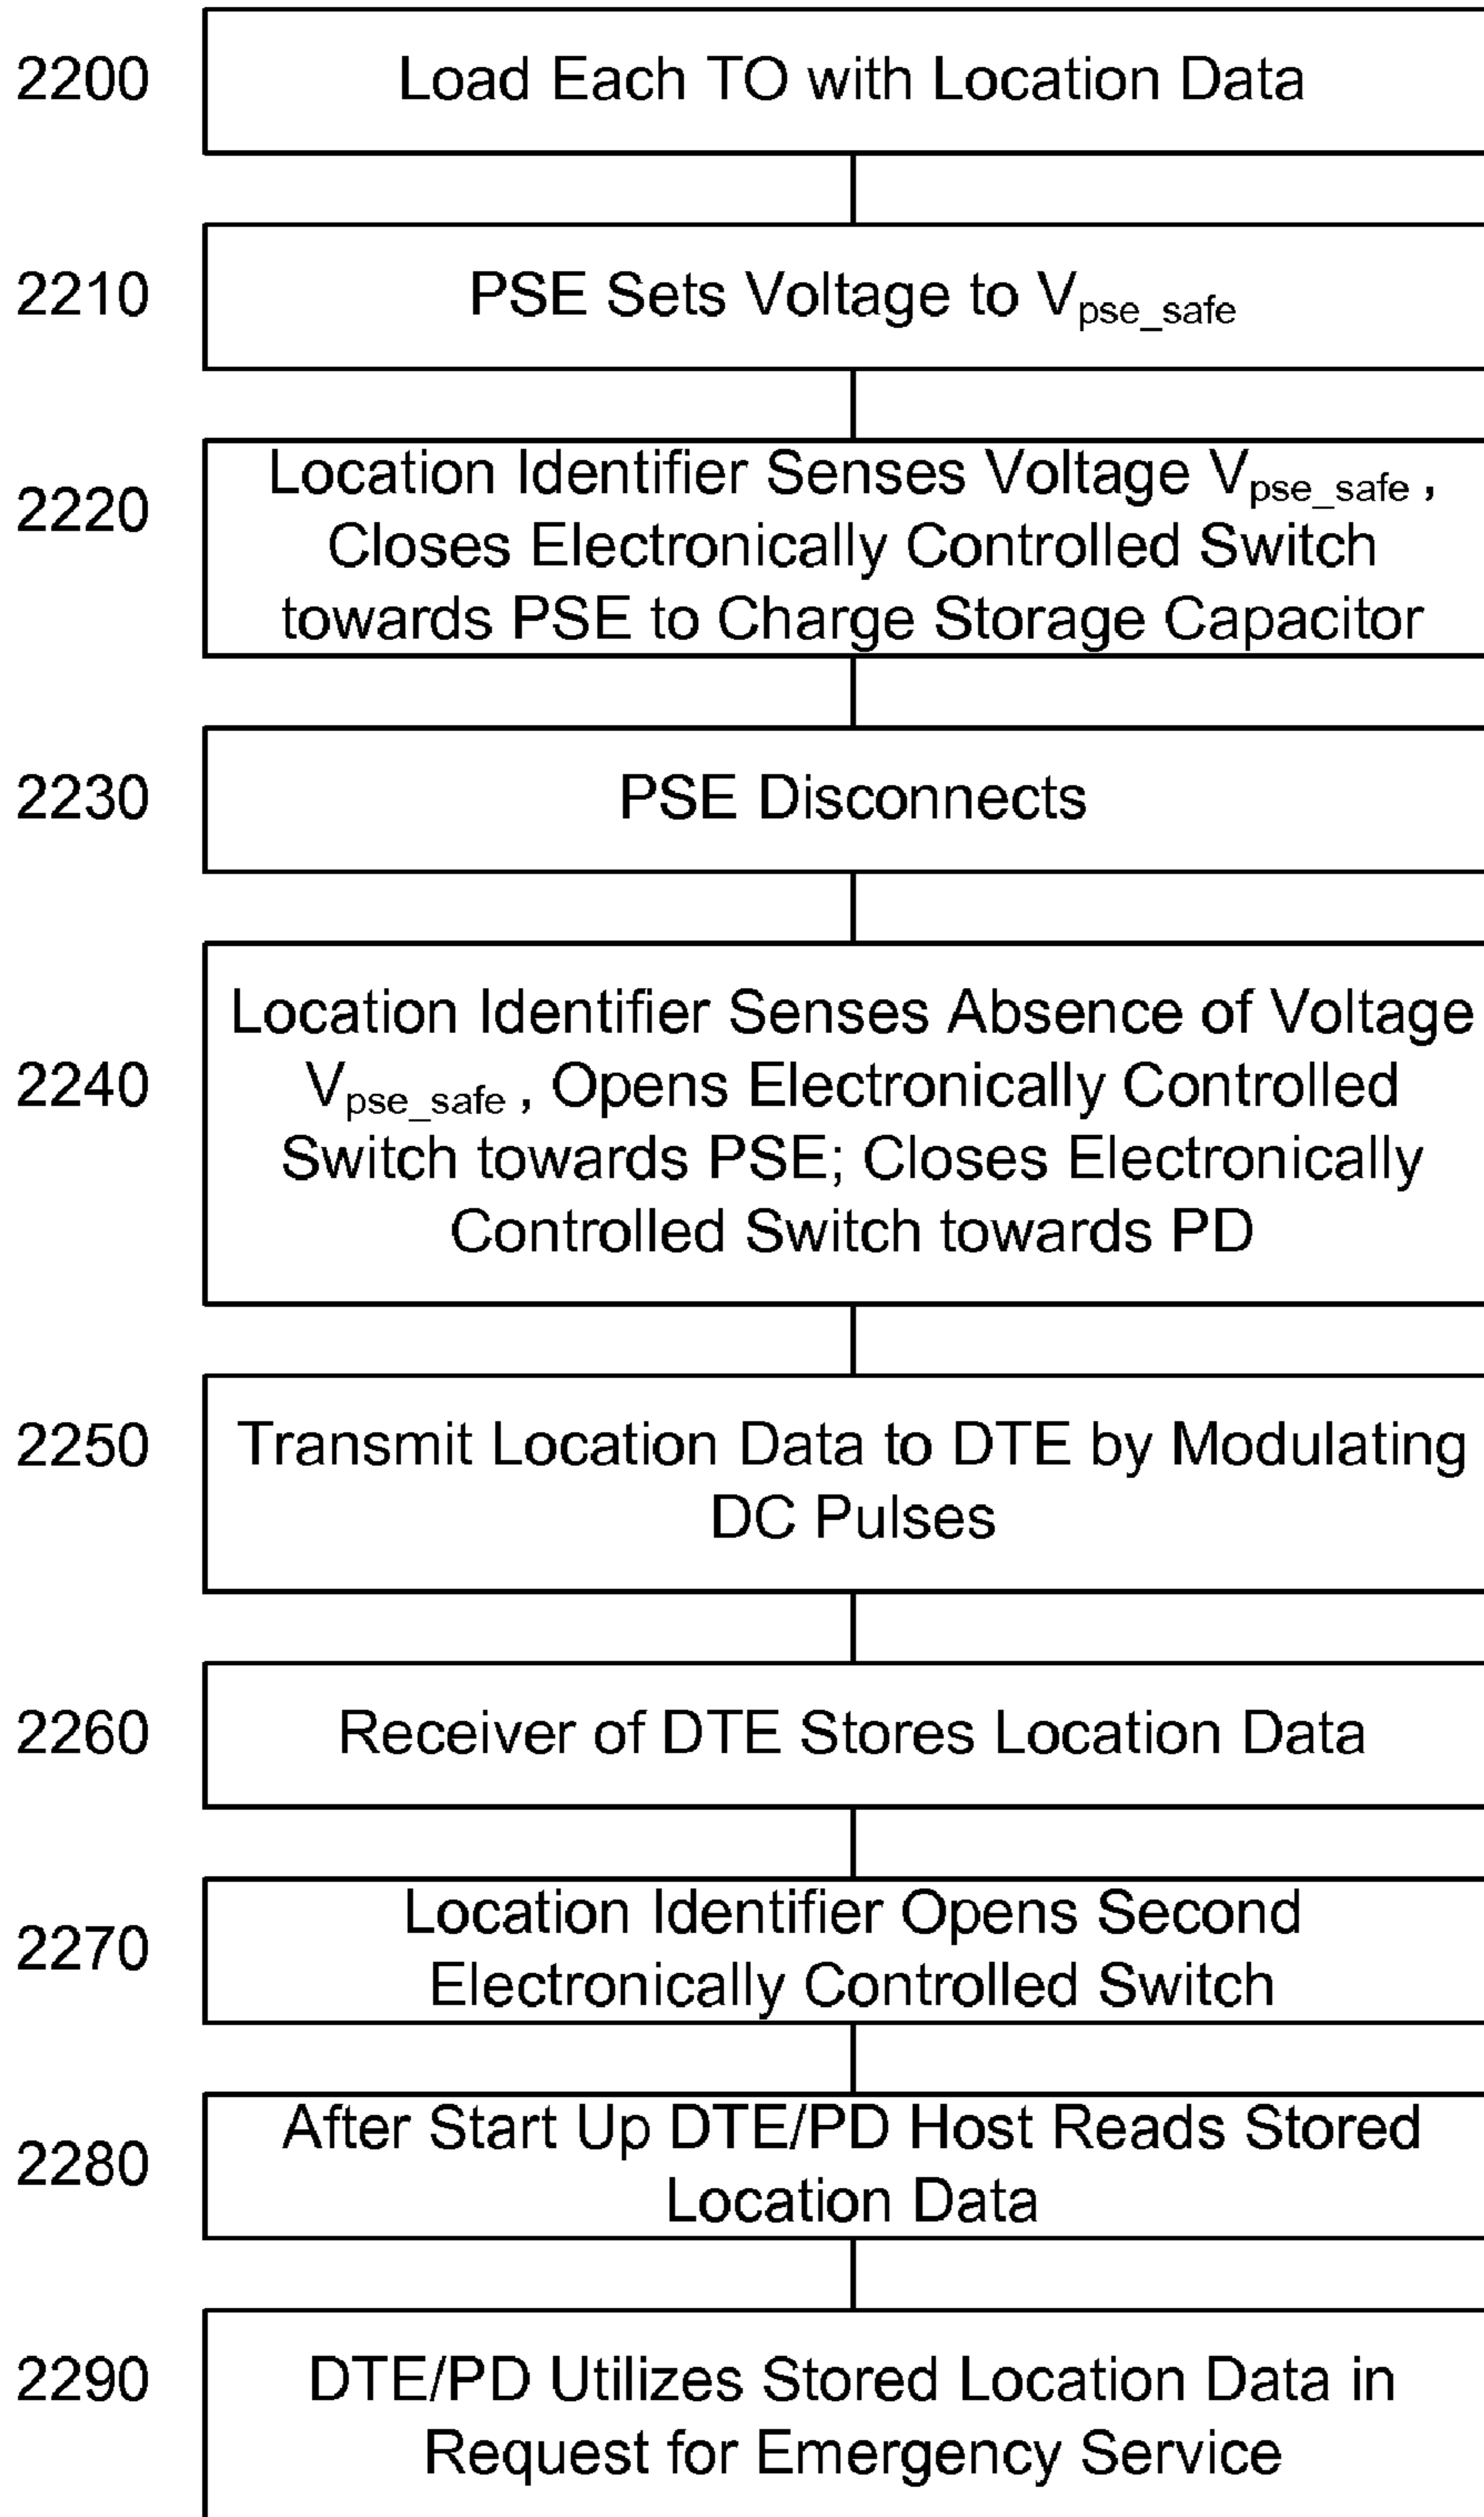 2200
Load Each TO with Location Data
2210
PSE Sets Voltage to Vpse_safe
2220
Location Identifier Senses Voltage Vpse_safe ,
Closes Electronically Controlled Switch
towards PSE to Charge Storage Capacitor
2230
PSE Disconnects
2240
Location Identifier Senses Absence of Voltage
Vpse_safe , Opens Electronically Controlled
Switch towards PSE; Closes Electronically
Controlled Switch towards PD
2250
Transmit Location Data to DTE by Modulating
DC Pulses
2260
Receiver of DTE Stores Location Data
2270
Location Identifier Opens Second
Electronically Controlled Switch
2280
After Start Up DTE/PD Host Reads Stored
Location Data
2290
DTE/PD Utilizes Stored Location Data in
Request for Emergency Service